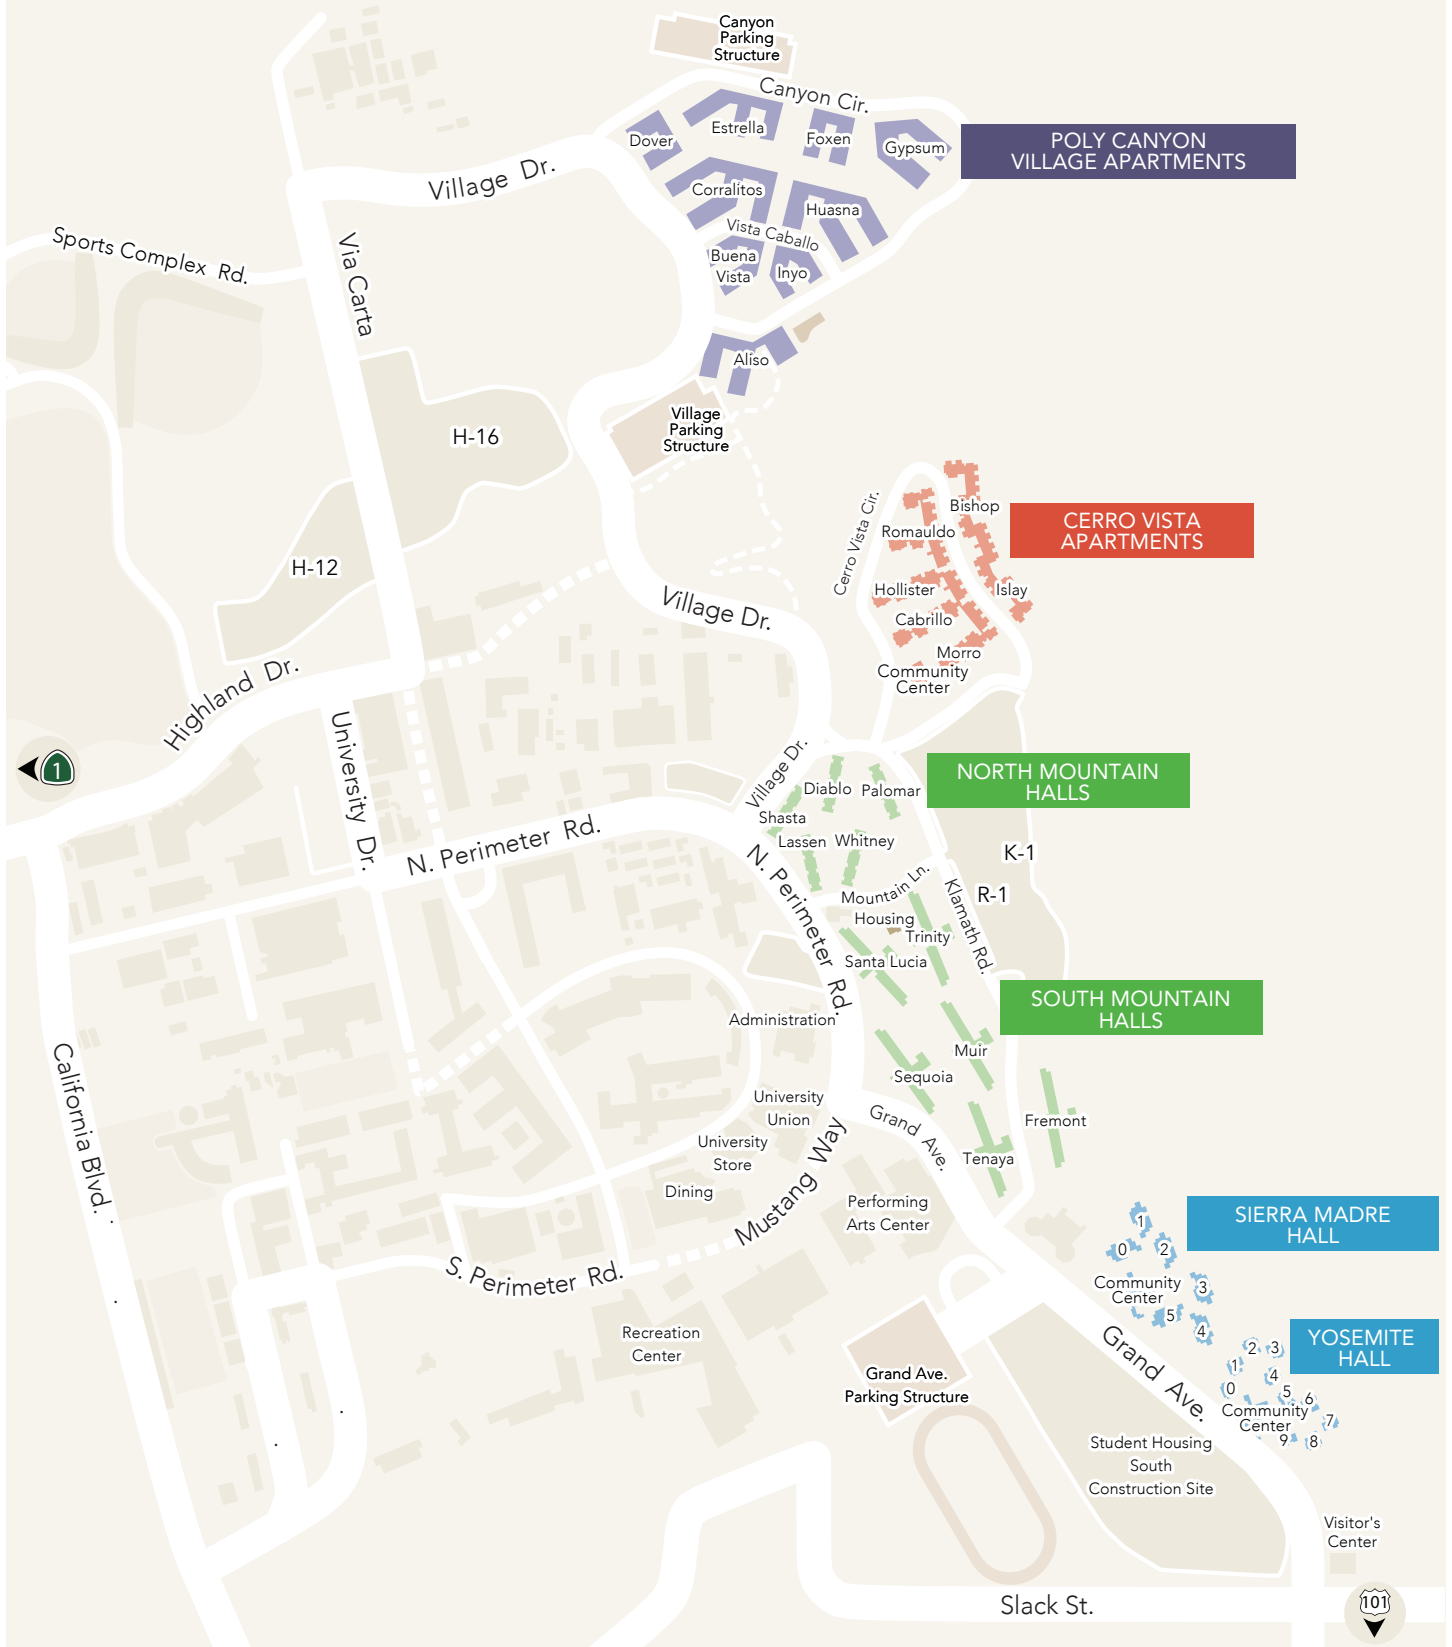 Canyon
Parking
Structure
Canyon Cir.
Estrella
Dover
Foxen
Gypsum
POLY CANYON
VILLAGE APARTMENTS
Village Dr.
Corralitos
Huasna
Vista Caballo
Buena
Vista
Inyo
Sports Complex Rd.
Via Carta
Aliso
Village
Parking
Structure
H-16
H-12
Cerro Vista Cir.
Bishop
Romauldo
CERRO VISTA
APARTMENTS
Hollister
Islay
Cabrillo
Morro
Community
Center
Village Dr.
Highland Dr.
University Dr.
1
Village Dr.
NORTH MOUNTAIN
HALLS
Diablo
Palomar
Shasta
Lassen
Whitney
N. Perimeter Rd.
N. Perimeter Rd.
K-1
R-1
Mountain Ln.
Klamath Rd.
Housing
Trinity
Santa Lucia
SOUTH MOUNTAIN
HALLS
Administration
Muir
Sequoia
California Blvd.
University
Union
Grand Ave.
Fremont
University
Store
Tenaya
Dining
Mustang Way
Performing
Arts Center
SIERRA MADRE
HALL
1
0
2
Community
Center
3
5
4
S. Perimeter Rd.
Recreation
Center
Grand Ave.
YOSEMITE
HALL
2
3
1
4
0
5
6
Community
Center
7
9
8
Grand Ave.
Parking Structure
Student Housing
South
Construction Site
Visitor's
Center
Slack St.
101